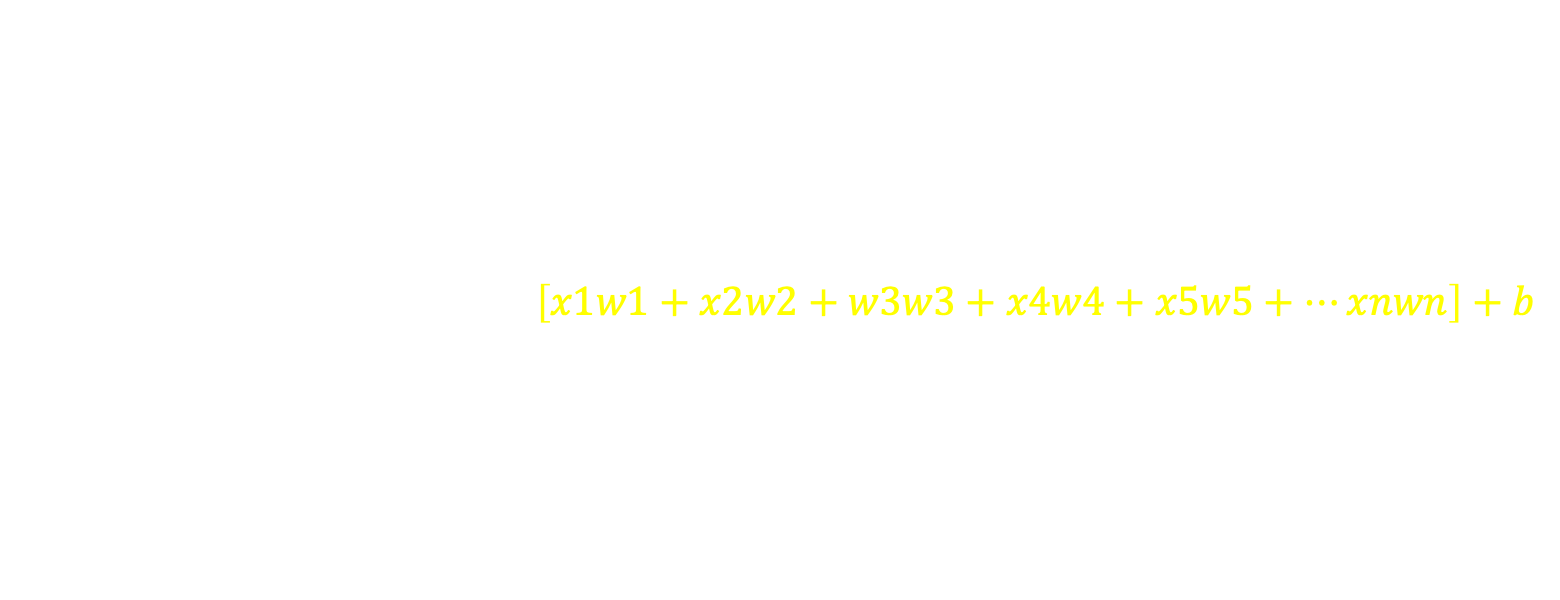 [x1w1 + x2w2 + w3w3 + x4w4 + x5w5 + ⋯ xnwn] + b